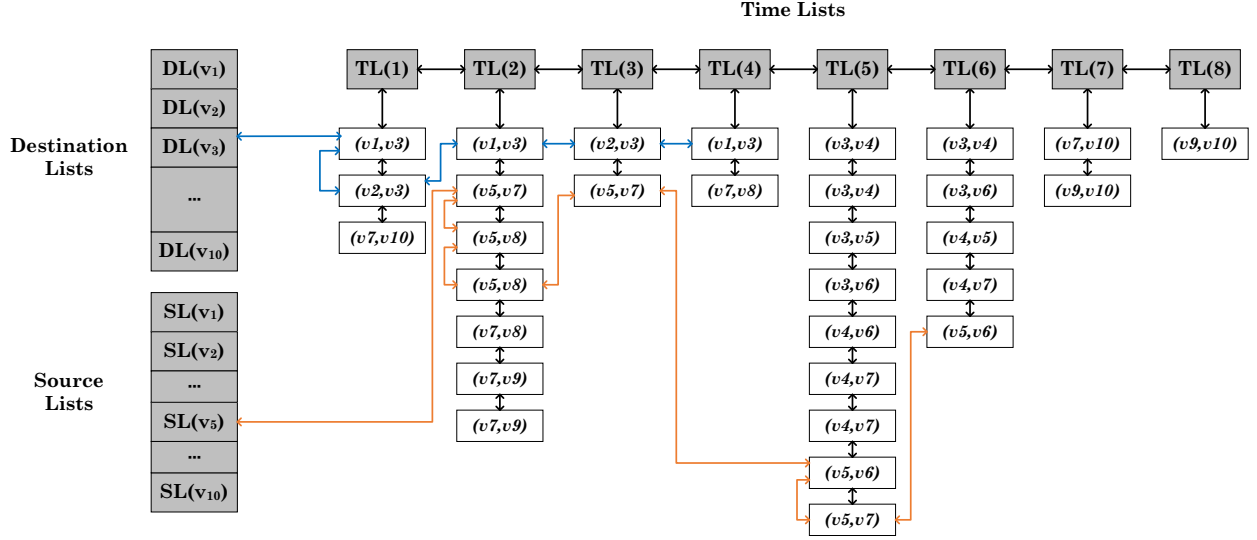 Time Lists
DL(v1)
TL(1)
TL(2)
TL(3)
TL(4)
TL(5)
TL(6)
TL(7)
TL(8)
DL(v2)
Destination
Lists
DL(v3)
(v1,v3)
(v1,v3)
(v2,v3)
(v1,v3)
(v3,v4)
(v3,v4)
(v7,v10)
(v9,v10)
...
(v2,v3)
(v5,v7)
(v5,v7)
(v7,v8)
(v3,v4)
(v3,v6)
(v9,v10)
DL(v10)
(v7,v10)
(v5,v8)
(v3,v5)
(v4,v5)
(v5,v8)
(v3,v6)
(v4,v7)
SL(v1)
(v7,v8)
(v4,v6)
(v5,v6)
SL(v2)
Source
Lists
...
(v7,v9)
(v4,v7)
SL(v5)
(v7,v9)
(v4,v7)
...
(v5,v6)
SL(v10)
(v5,v7)